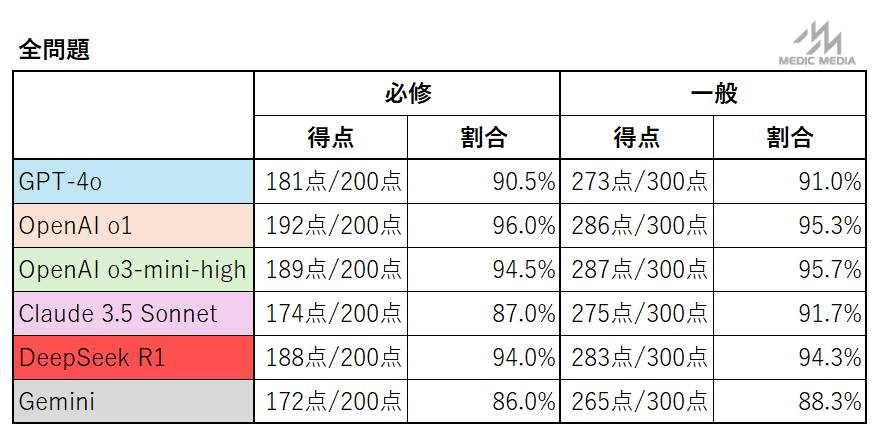 MEDIC MEDIA
全問題
必修 一般
得点 割合 得点 割合
GPT-4o 181点/200点 90.5% 273点/300点 91.0%
OpenAI o1 192点/200点 96.0% 286点/300点 95.3%
OpenAI o3-mini-high 189点/200点 94.5% 287点/300点 95.7%
Claude 3.5 Sonnet 174点/200点 87.0% 275点/300点 91.7%
DeepSeek R1 188点/200点 94.0% 283点/300点 94.3%
Gemini 172点/200点 86.0% 265点/300点 88.3%